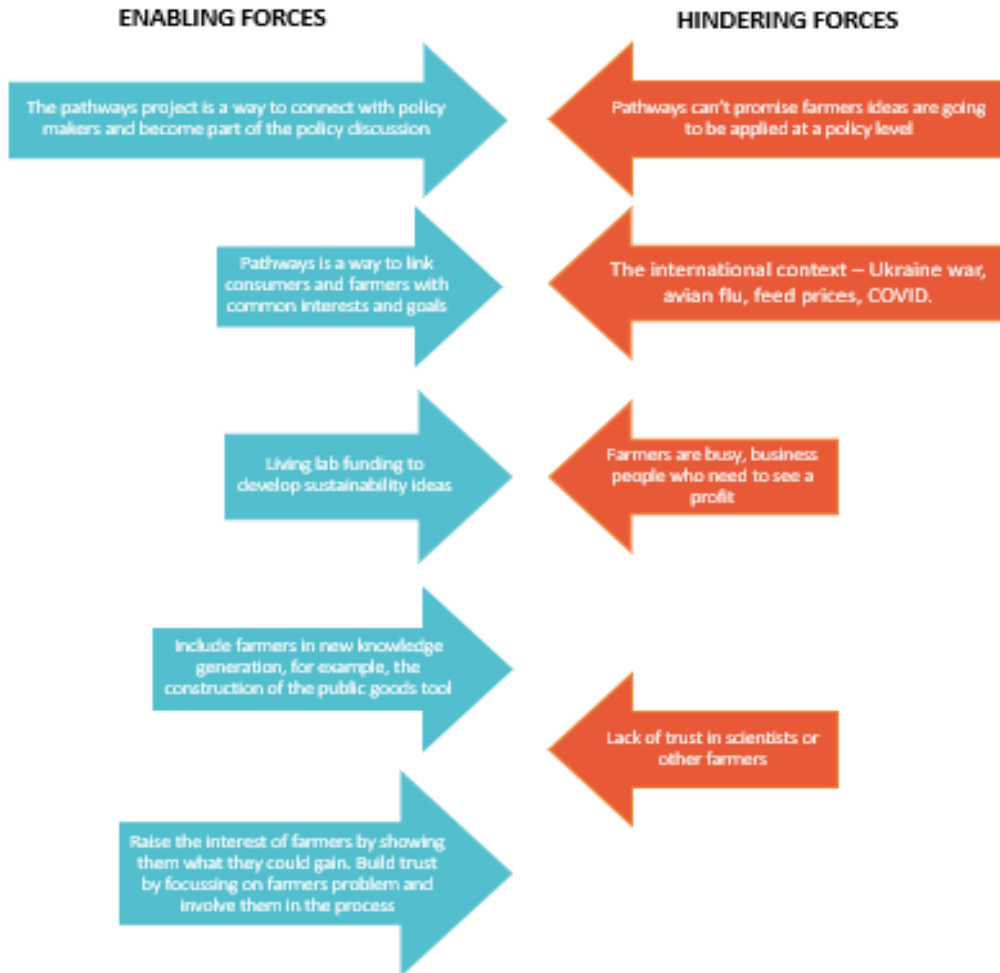 ENABLING FORCES
HINDERING FORCES
The pathways project is a way to connect with policy
makers and become part of the policy discussion
Pathways can't promise farmers ideas are going
to be applied at a policy level
Pathways is a way to link
consumers and farmers with
common interests and goals
The international context – Ukraine war,
avian flu, feed prices, COVID.
Living lab funding to
develop sustainability ideas
Farmers are busy, business
people who need to see a
profit
Include farmers in new knowledge
generation, for example, the
construction of the public goods tool
Lack of trust in scientists or
other farmers
Raise the interest of farmers by showing
them what they could gain. Build trust
by focussing on farmers problem and
involve them in the process